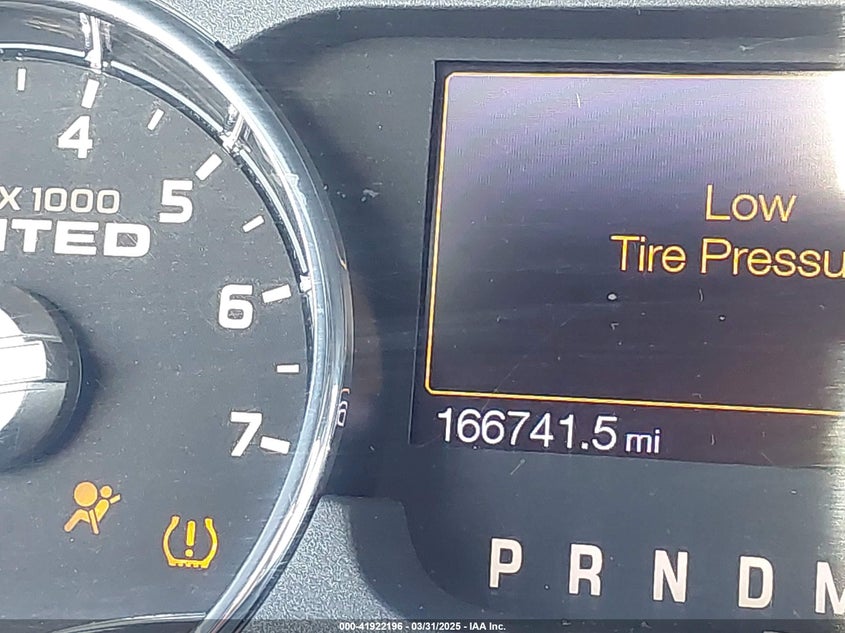 4
5
6
7
X 1000
ITED
Low
Tire Pressu
166741.5 mi
P R N D M
000-41922196 - 03/31/2025 - IAA Inc.